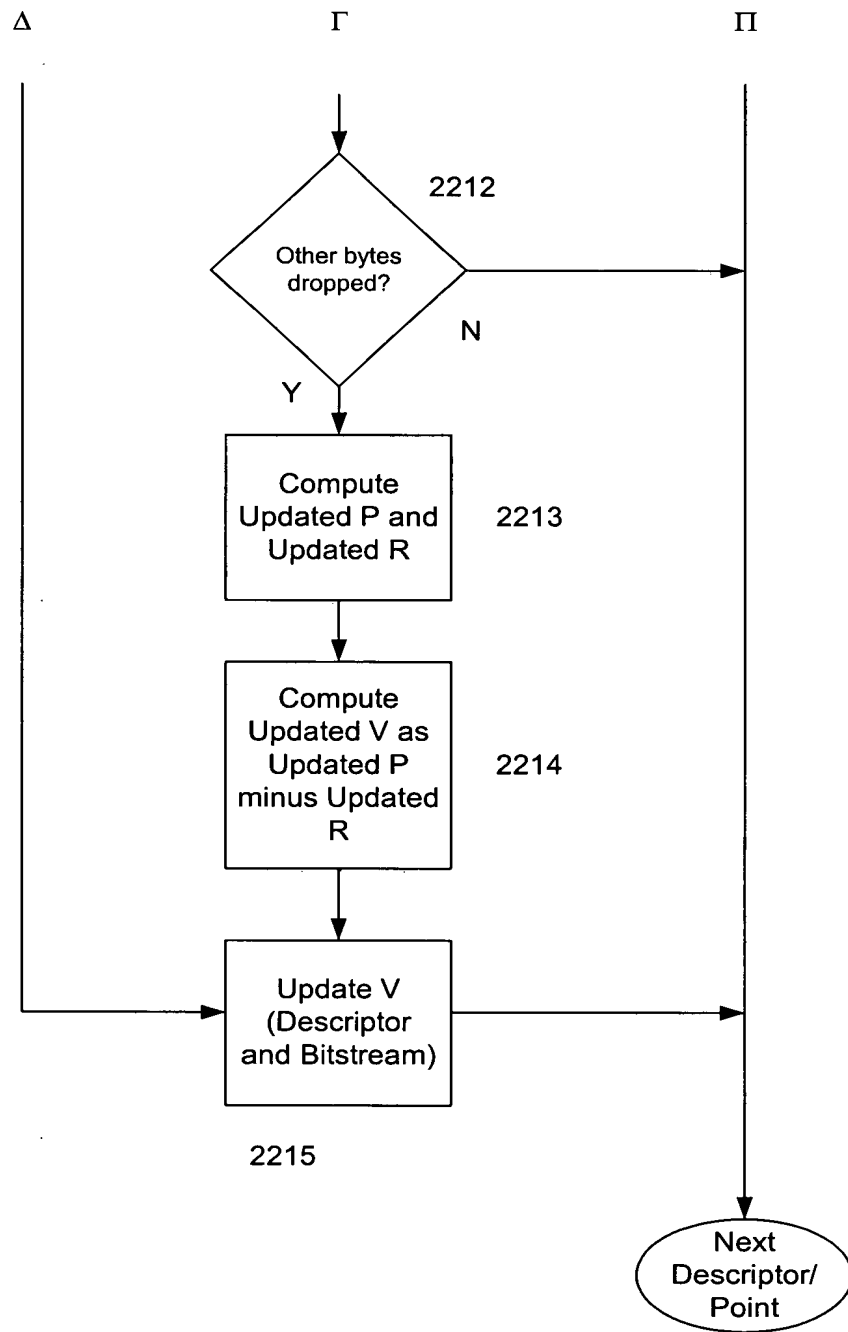 Δ Γ Π
2212
Other bytes
dropped?
N
Y
Compute
Updated P and
Updated R
2213
Compute
Updated V as
Updated P
minus Updated
R
2214
Update V
(Descriptor
and Bitstream)
2215
Next
Descriptor/
Point